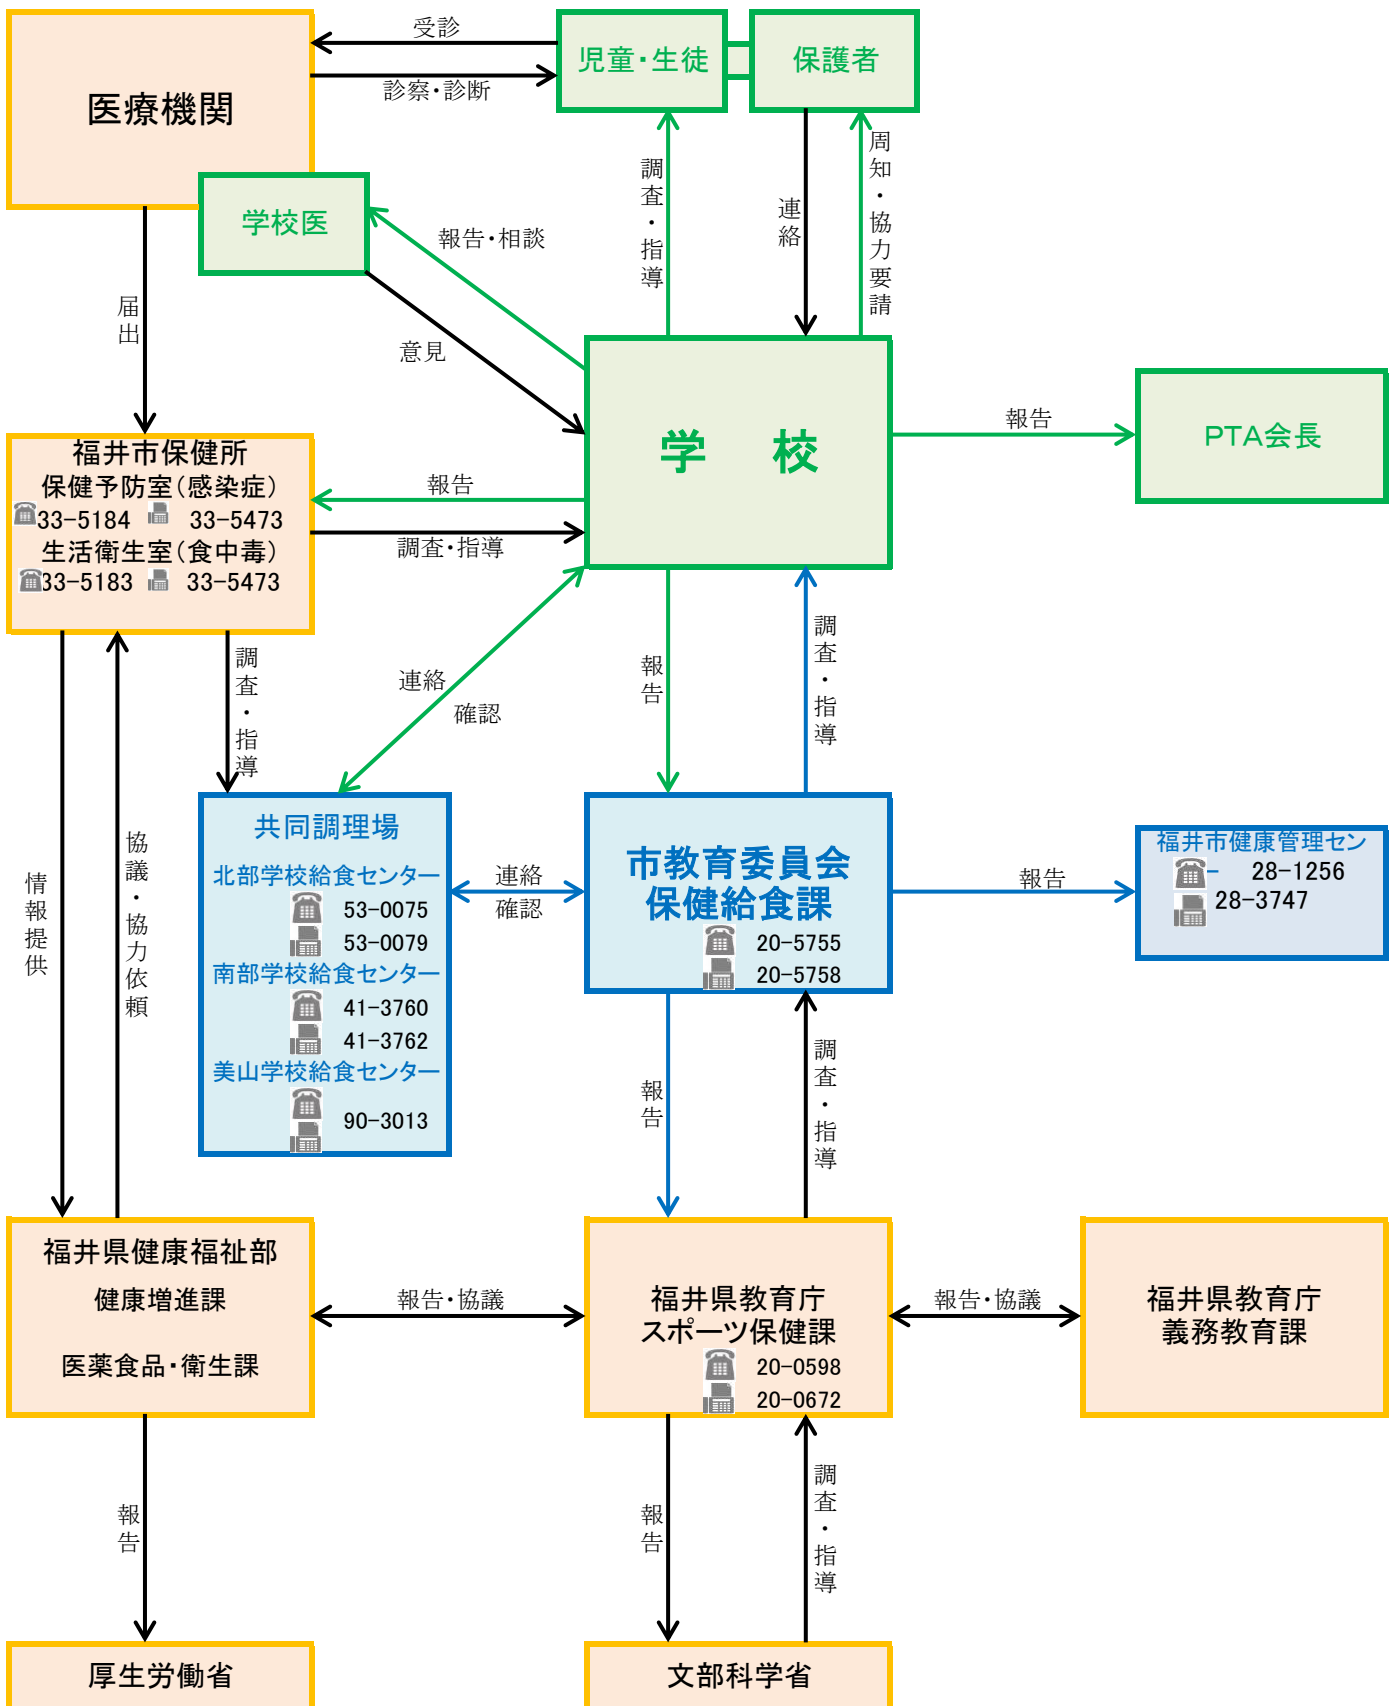 医療機関
受診
診察・診断
児童・生徒
保護者
学校医
報告・相談
意見
調査・指導
連絡
周知・協力要請
届出
学　校
報告
PTA会長
福井市保健所
保健予防室(感染症)
33-5184 33-5473
生活衛生室(食中毒)
33-5183 33-5473
報告
調査・指導
調査・指導
連絡
確認
報告
調査・指導
情報提供
協議・協力依頼
共同調理場
北部学校給食センター
53-0075
53-0079
南部学校給食センター
41-3760
41-3762
美山学校給食センター
90-3013
連絡
確認
市教育委員会
保健給食課
20-5755
20-5758
報告
福井市健康管理セン
ー 28-1256
28-3747
報告
調査・指導
福井県健康福祉部
健康増進課
医薬食品・衛生課
報告・協議
福井県教育庁
スポーツ保健課
20-0598
20-0672
報告・協議
福井県教育庁
義務教育課
報告
報告
調査・指導
厚生労働省
文部科学省